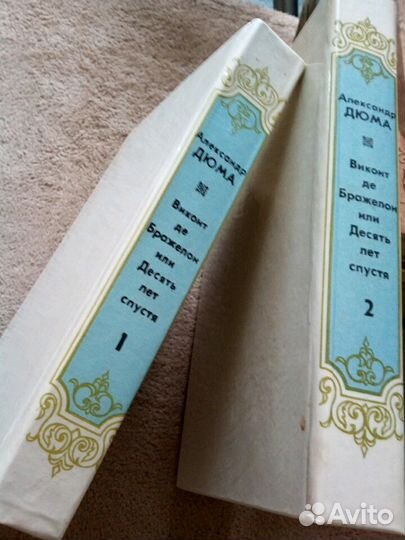 Александр
ДЮМА
Виконт
де
Бражелон
или
Десять
лет
спустя
1
Александр
ДЮМА
Виконт
де
Бражелон
или
Десять
лет
спустя
2
Avito